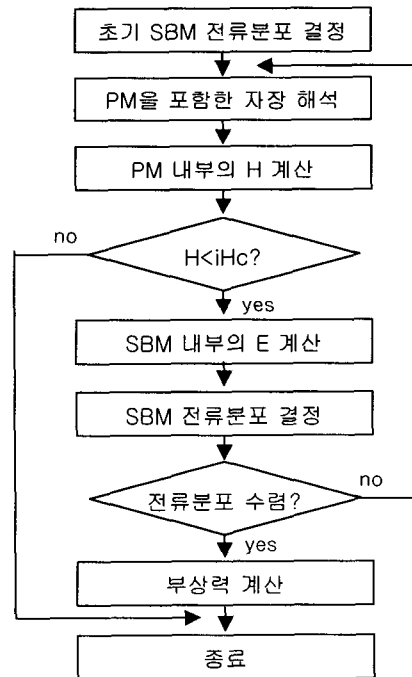 초기 SBM 전류분포 결정
PM을 포함한 자장 해석
PM 내부의 H 계산
no
H<iHc?
yes
SBM 내부의 E 계산
SBM 전류분포 결정
no
전류분포 수렴?
yes
부상력 계산
종료